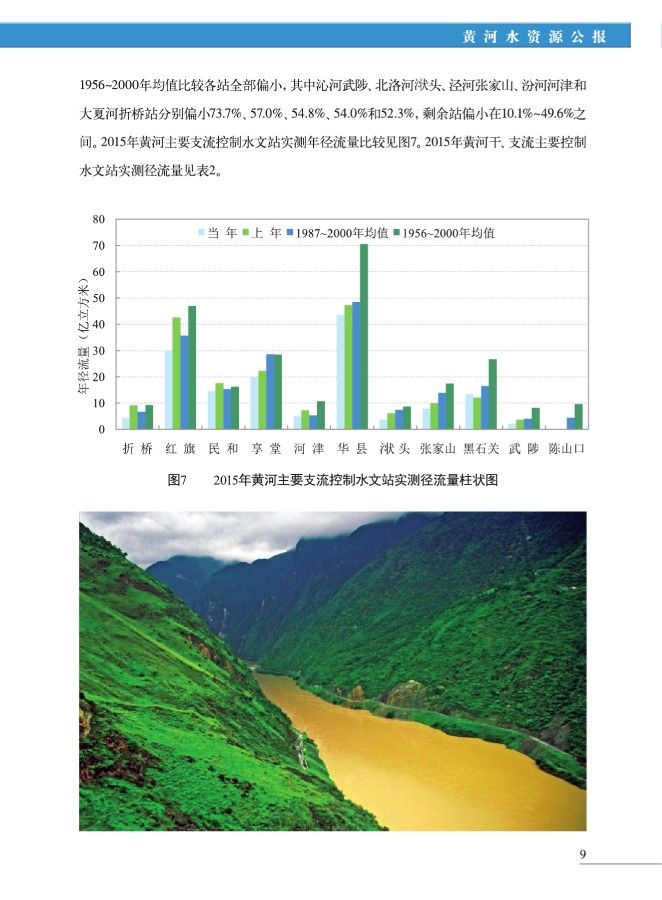 黄河水资源公报
1956~2000年均值比较各站全部偏小，其中沁河武陟、北洛河㳇头、泾河张家山、汾河河津和
大夏河折桥站分别偏小73.7%、57.0%、54.8%、54.0%和52.3%，剩余站偏小在10.1%~49.6%之
间。2015年黄河主要支流控制水文站实测年径流量比较见图7。2015年黄河干、支流主要控制
水文站实测径流量见表2。
80
70
60
50
40
30
20
10
0
年径流量（亿立方米）
当 年 上 年 1987~2000年均值 1956~2000年均值
折 桥 红 旗 民 和 享 堂 河 津 华 县 㳇 头 张家山 黑石关 武 陟 陈山口
图7 2015年黄河主要支流控制水文站实测径流量柱状图
9